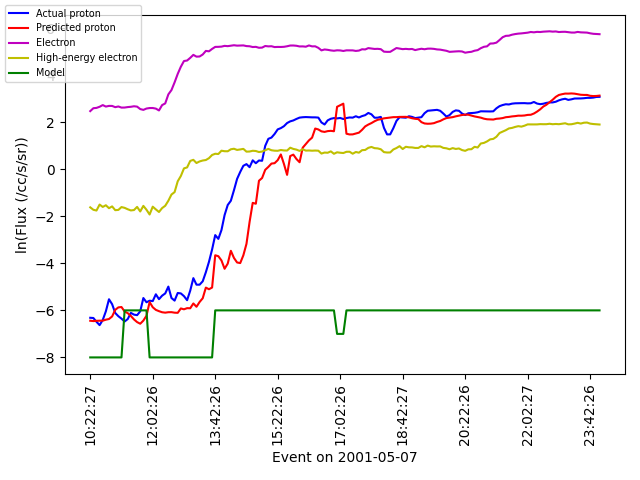 Actual proton
Predicted proton
Electron
High-energy electron
Model
2
0
−2
−4
−6
−8
ln(Flux (/cc/s/sr))
10:22:27
12:02:26
13:42:26
15:22:26
17:02:26
18:42:27
20:22:26
22:02:27
23:42:26
Event on 2001-05-07